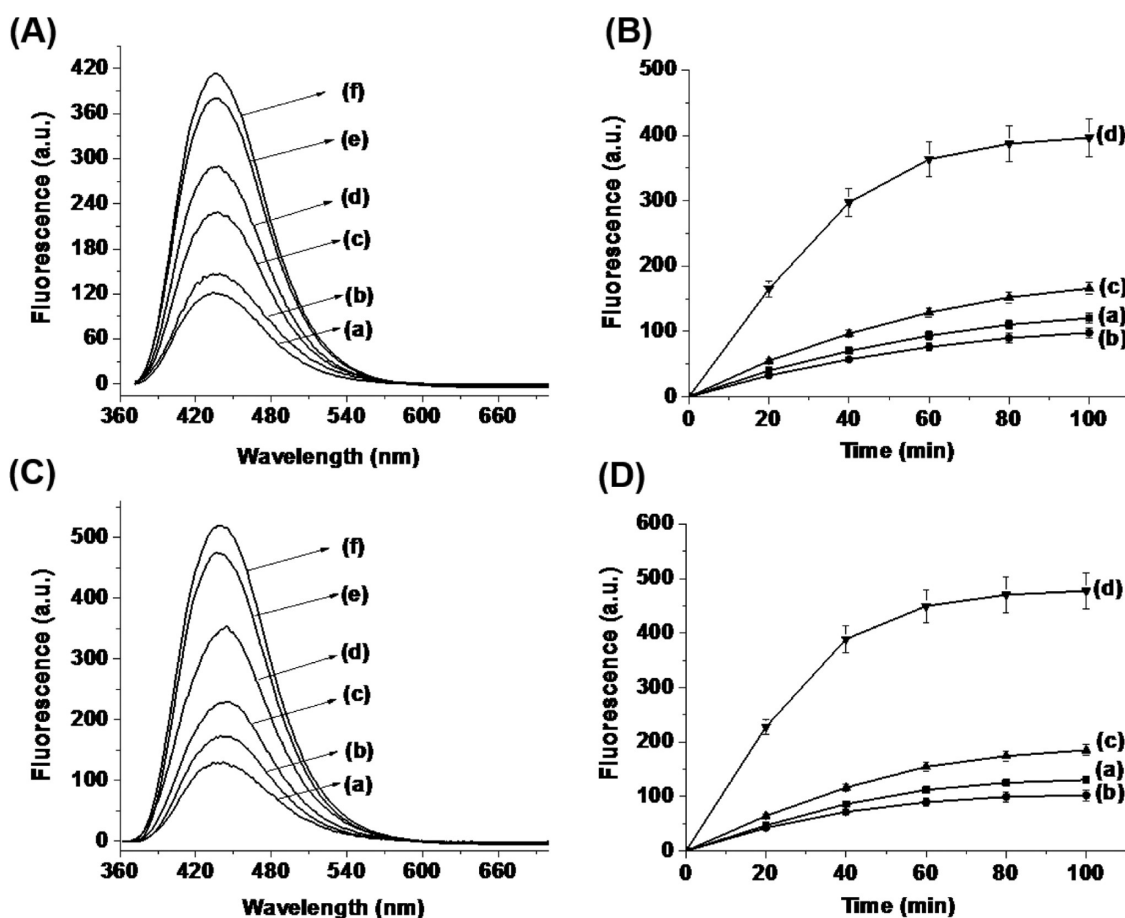 (A)
Fluorescence (a.u.)
420
360
300
240
180
120
60
0
(f)
(e)
(d)
(c)
(b)
(a)
360 420 480 540 600 660
Wavelength (nm)
(B)
Fluorescence (a.u.)
500
400
300
200
100
0
(d)
(c)
(a)
(b)
0 20 40 60 80 100
Time (min)
(C)
Fluorescence (a.u.)
500
400
300
200
100
0
(f)
(e)
(d)
(c)
(b)
(a)
360 420 480 540 600 660
Wavelength (nm)
(D)
Fluorescence (a.u.)
600
500
400
300
200
100
0
(d)
(c)
(a)
(b)
0 20 40 60 80 100
Time (min)